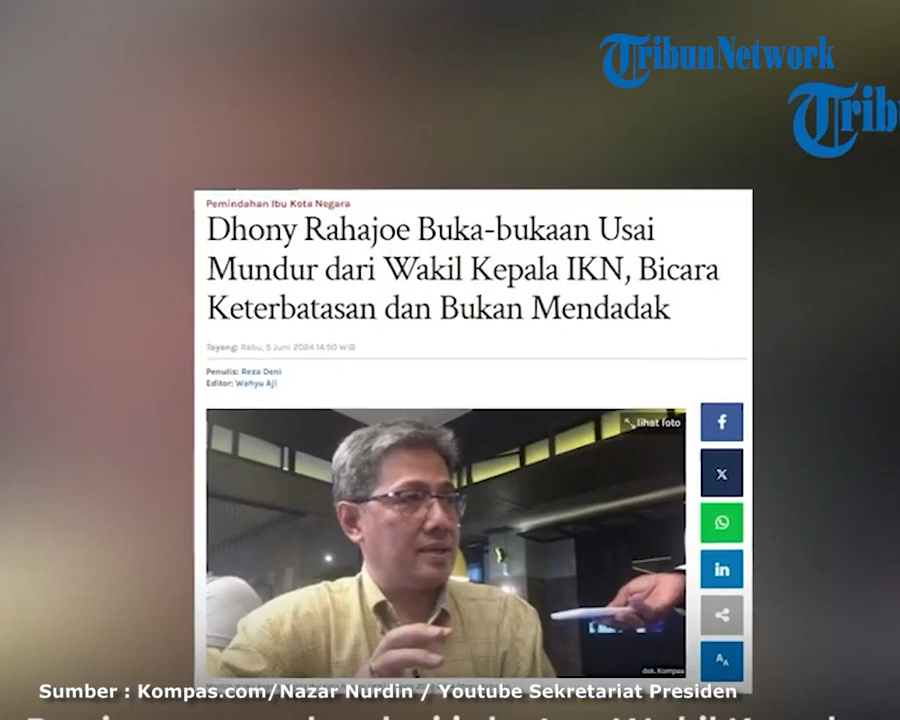 TribunNetwork
Trib
Pemindahan Ibu Kota Negara
Dhony Rahajoe Buka-bukaan Usai
Mundur dari Wakil Kepala IKN, Bicara
Keterbatasan dan Bukan Mendadak
Tayang: Rabu, 5 Juni 2024 14:50 WIB
Penulis: Reza Deni
Editor: Wahyu Aji
lihat foto
dok. Kompas
Sumber : Kompas.com/Nazar Nurdin / Youtube Sekretariat Presiden